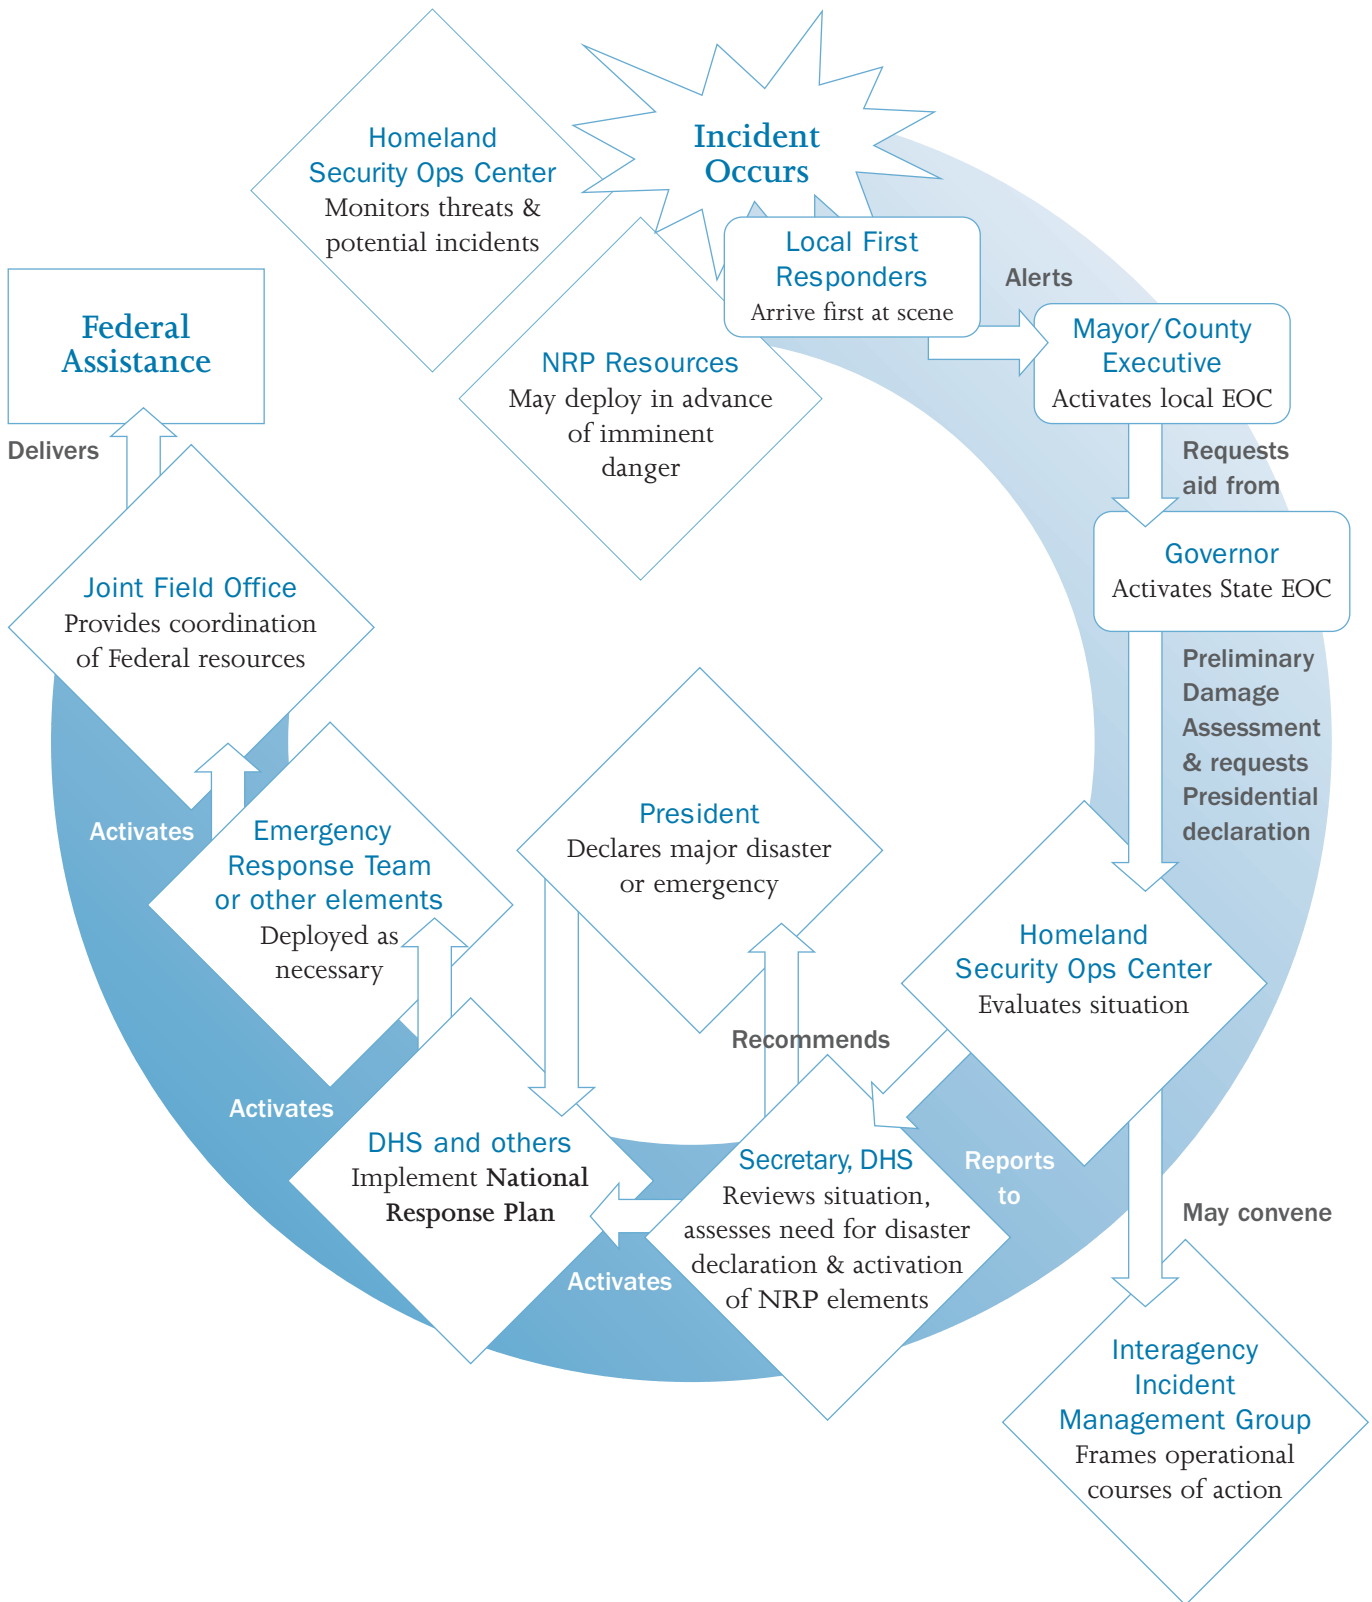 Incident
Occurs
Homeland
Security Ops Center
Monitors threats &
potential incidents
Local First
Responders
Arrive first at scene
Alerts
NRP Resources
May deploy in advance
of imminent
danger
Mayor/County
Executive
Activates local EOC
Requests
aid from
Governor
Activates State EOC
Preliminary
Damage
Assessment
& requests
Presidential
declaration
Homeland
Security Ops Center
Evaluates situation
May convene
Interagency
Incident
Management Group
Frames operational
courses of action
Reports
to
Secretary, DHS
Reviews situation,
assesses need for disaster
declaration & activation
of NRP elements
Recommends
President
Declares major disaster
or emergency
Activates
DHS and others
Implement National
Response Plan
Activates
Emergency
Response Team
or other elements
Deployed as
necessary
Activates
Joint Field Office
Provides coordination
of Federal resources
Delivers
Federal
Assistance